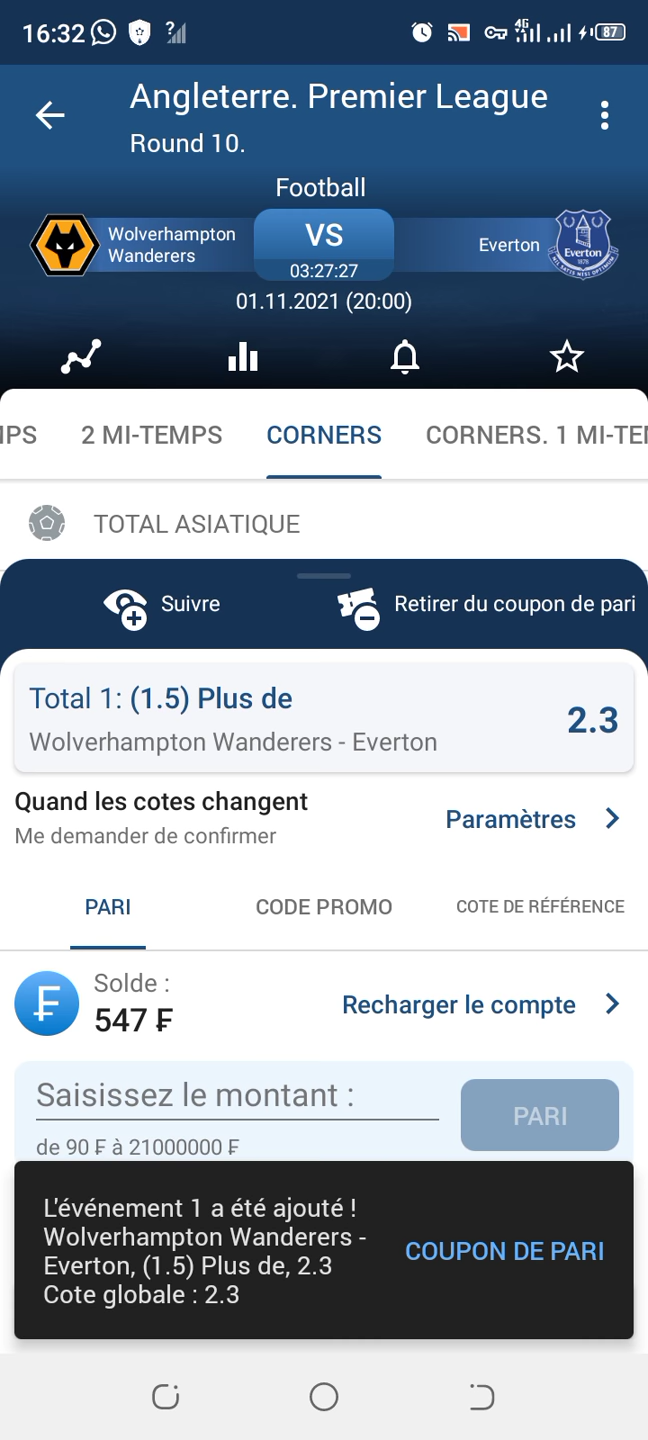 16:32
4G
87
Angleterre. Premier League
Round 10.
Football
Wolverhampton
Wanderers
VS
03:27:27
Everton
Everton
1878
01.11.2021 (20:00)
IPS
2 MI-TEMPS
CORNERS
CORNERS. 1 MI-TE
TOTAL ASIATIQUE
Suivre
Retirer du coupon de pari
Total 1: (1.5) Plus de
Wolverhampton Wanderers - Everton
2.3
Quand les cotes changent
Me demander de confirmer
Paramètres
PARI
CODE PROMO
COTE DE RÉFÉRENCE
Solde :
547 ₣
Recharger le compte
Saisissez le montant :
de 90 ₣ à 21000000 ₣
PARI
L'événement 1 a été ajouté !
Wolverhampton Wanderers -
Everton, (1.5) Plus de, 2.3
Cote globale : 2.3
COUPON DE PARI